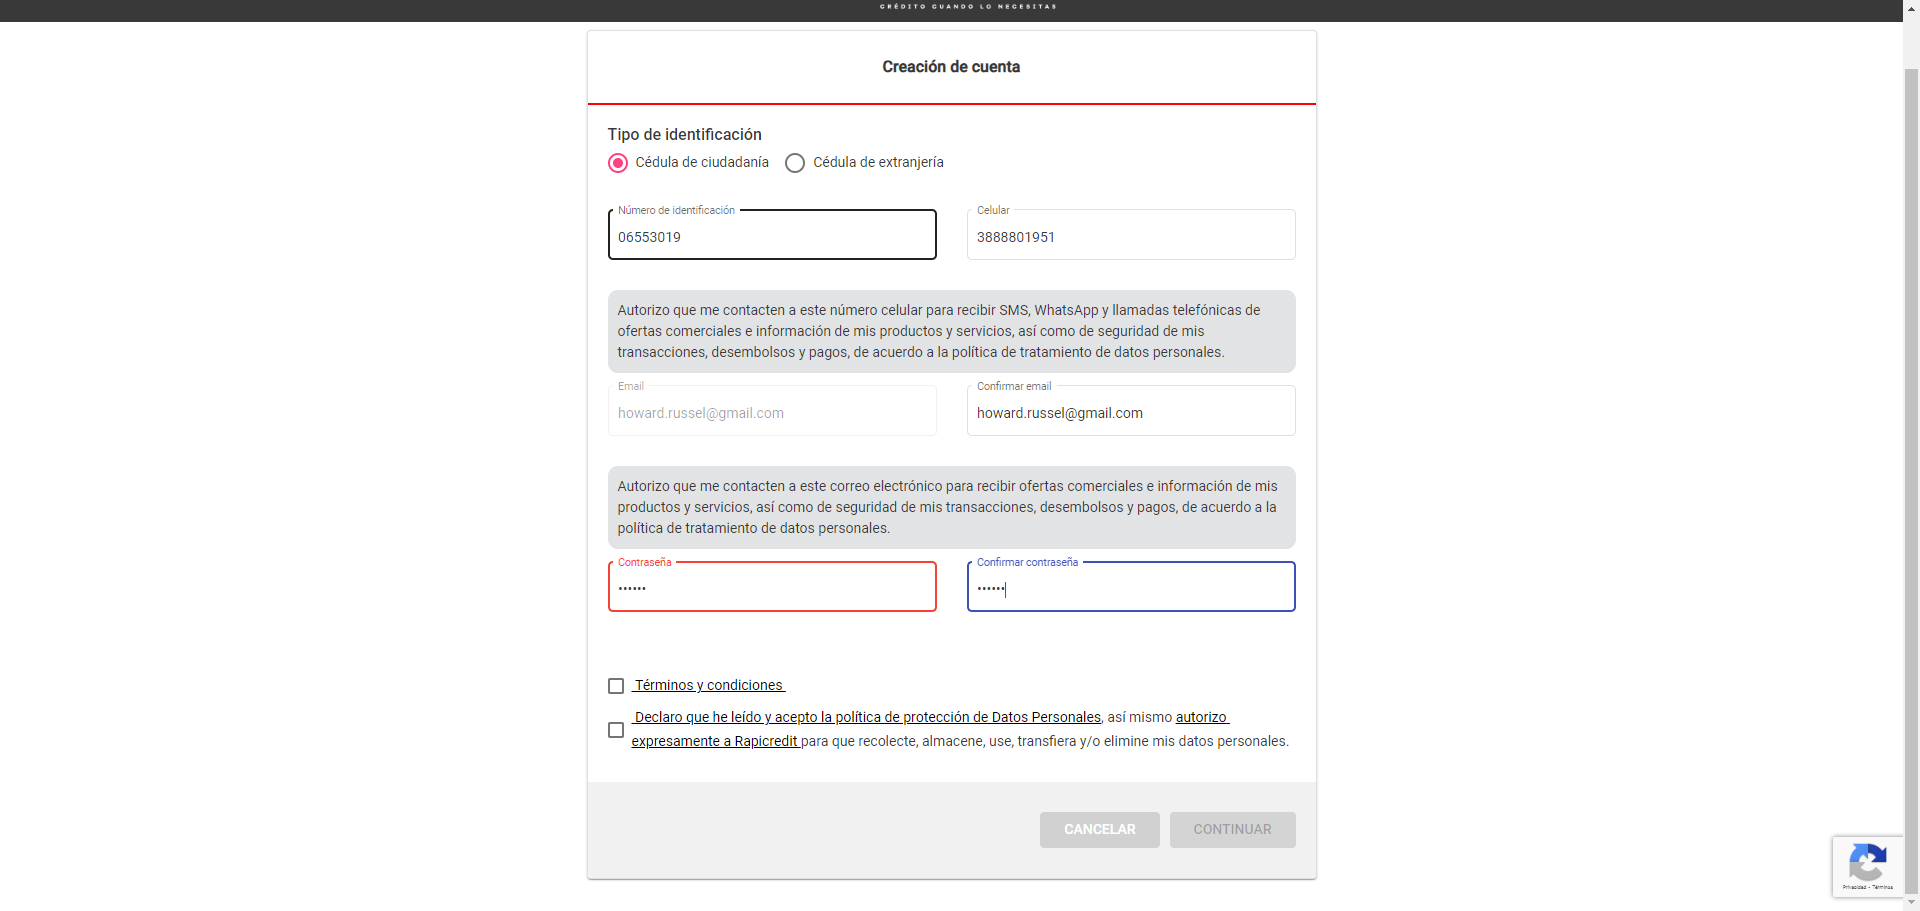 CRÉDITO CUANDO LO NECESITAS
Creación de cuenta
Tipo de identificación
Cédula de ciudadanía Cédula de extranjería
Número de identificación Celular
06553019 3888801951
Autorizo que me contacten a este número celular para recibir SMS, WhatsApp y llamadas telefónicas de
ofertas comerciales e información de mis productos y servicios, así como de seguridad de mis
transacciones, desembolsos y pagos, de acuerdo a la política de tratamiento de datos personales.
Email Confirmar email
howard.russel@gmail.com howard.russel@gmail.com
Autorizo que me contacten a este correo electrónico para recibir ofertas comerciales e información de mis
productos y servicios, así como de seguridad de mis transacciones, desembolsos y pagos, de acuerdo a la
política de tratamiento de datos personales.
Contraseña Confirmar contraseña
•••••• ••••••
Términos y condiciones
Declaro que he leído y acepto la política de protección de Datos Personales, así mismo autorizo
expresamente a Rapicredit para que recolecte, almacene, use, transfiera y/o elimine mis datos personales.
CANCELAR CONTINUAR
Privacidad - Términos